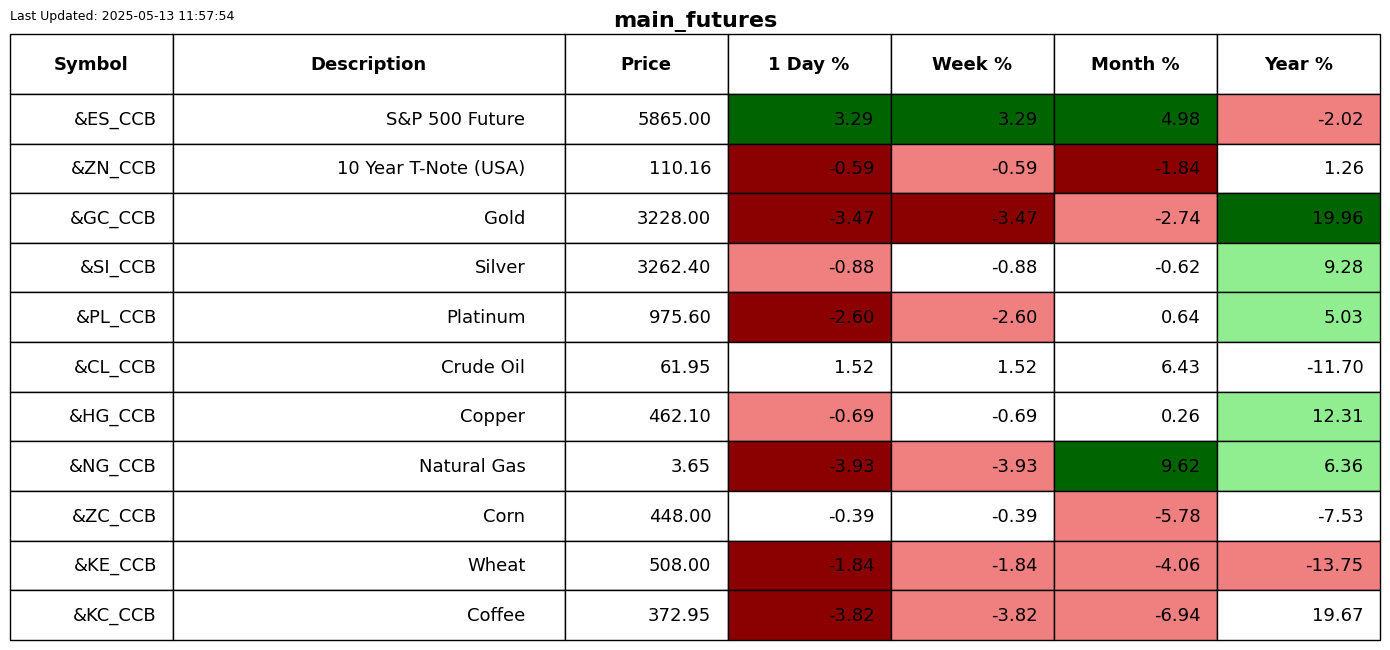 Last Updated: 2025-05-13 11:57:54
main_futures
Symbol Description Price 1 Day % Week % Month % Year %
&ES_CCB S&P 500 Future 5865.00 3.29 3.29 4.98 -2.02
&ZN_CCB 10 Year T-Note (USA) 110.16 -0.59 -0.59 -1.84 1.26
&GC_CCB Gold 3228.00 -3.47 -3.47 -2.74 19.96
&SI_CCB Silver 3262.40 -0.88 -0.88 -0.62 9.28
&PL_CCB Platinum 975.60 -2.60 -2.60 0.64 5.03
&CL_CCB Crude Oil 61.95 1.52 1.52 6.43 -11.70
&HG_CCB Copper 462.10 -0.69 -0.69 0.26 12.31
&NG_CCB Natural Gas 3.65 -3.93 -3.93 9.62 6.36
&ZC_CCB Corn 448.00 -0.39 -0.39 -5.78 -7.53
&KE_CCB Wheat 508.00 -1.84 -1.84 -4.06 -13.75
&KC_CCB Coffee 372.95 -3.82 -3.82 -6.94 19.67